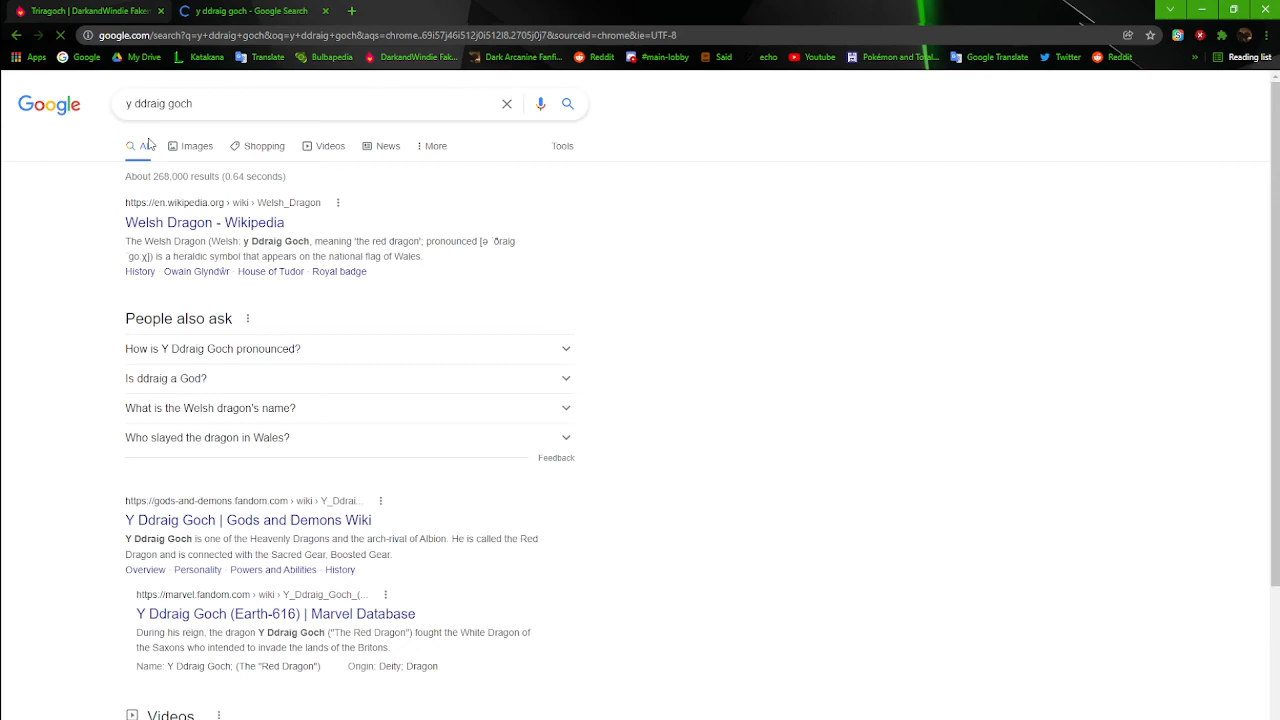 Triragoch | DarkandWindie Faker
y ddraig goch - Google Search
google.com/search?q=y+ddraig+goch&oq=y+ddraig+goch&aqs=chrome..69i57j46i512j0i512l8.2705j0j7&sourceid=chrome&ie=UTF-8
Apps Google My Drive Katakana Translate Bulbapedia DarkandWindie Fak... Dark Arcanine Fanfi... Reddit #main-lobby Said echo Youtube Pokémon and Total... Google Translate Twitter Reddit » Reading list
Google
y ddraig goch
All Images Shopping Videos News More Tools
About 268,000 results (0.64 seconds)
https://en.wikipedia.org › wiki › Welsh_Dragon
Welsh Dragon - Wikipedia
The Welsh Dragon (Welsh: y Ddraig Goch, meaning 'the red dragon'; pronounced [ə ˈðraiɡ
ˈɡoːχ]) is a heraldic symbol that appears on the national flag of Wales.
History · Owain Glyndŵr · House of Tudor · Royal badge
People also ask
How is Y Ddraig Goch pronounced?
Is ddraig a God?
What is the Welsh dragon's name?
Who slayed the dragon in Wales?
Feedback
https://gods-and-demons.fandom.com › wiki › Y_Ddrai...
Y Ddraig Goch | Gods and Demons Wiki
Y Ddraig Goch is one of the Heavenly Dragons and the arch-rival of Albion. He is called the Red
Dragon and is connected with the Sacred Gear, Boosted Gear.
Overview · Personality · Powers and Abilities · History
https://marvel.fandom.com › wiki › Y_Ddraig_Goch_(...
Y Ddraig Goch (Earth-616) | Marvel Database
During his reign, the dragon Y Ddraig Goch ("The Red Dragon") fought the White Dragon of
the Saxons who intended to invade the lands of the Britons.
Name: Y Ddraig Goch; (The "Red Dragon") Origin: Deity; Dragon
Videos